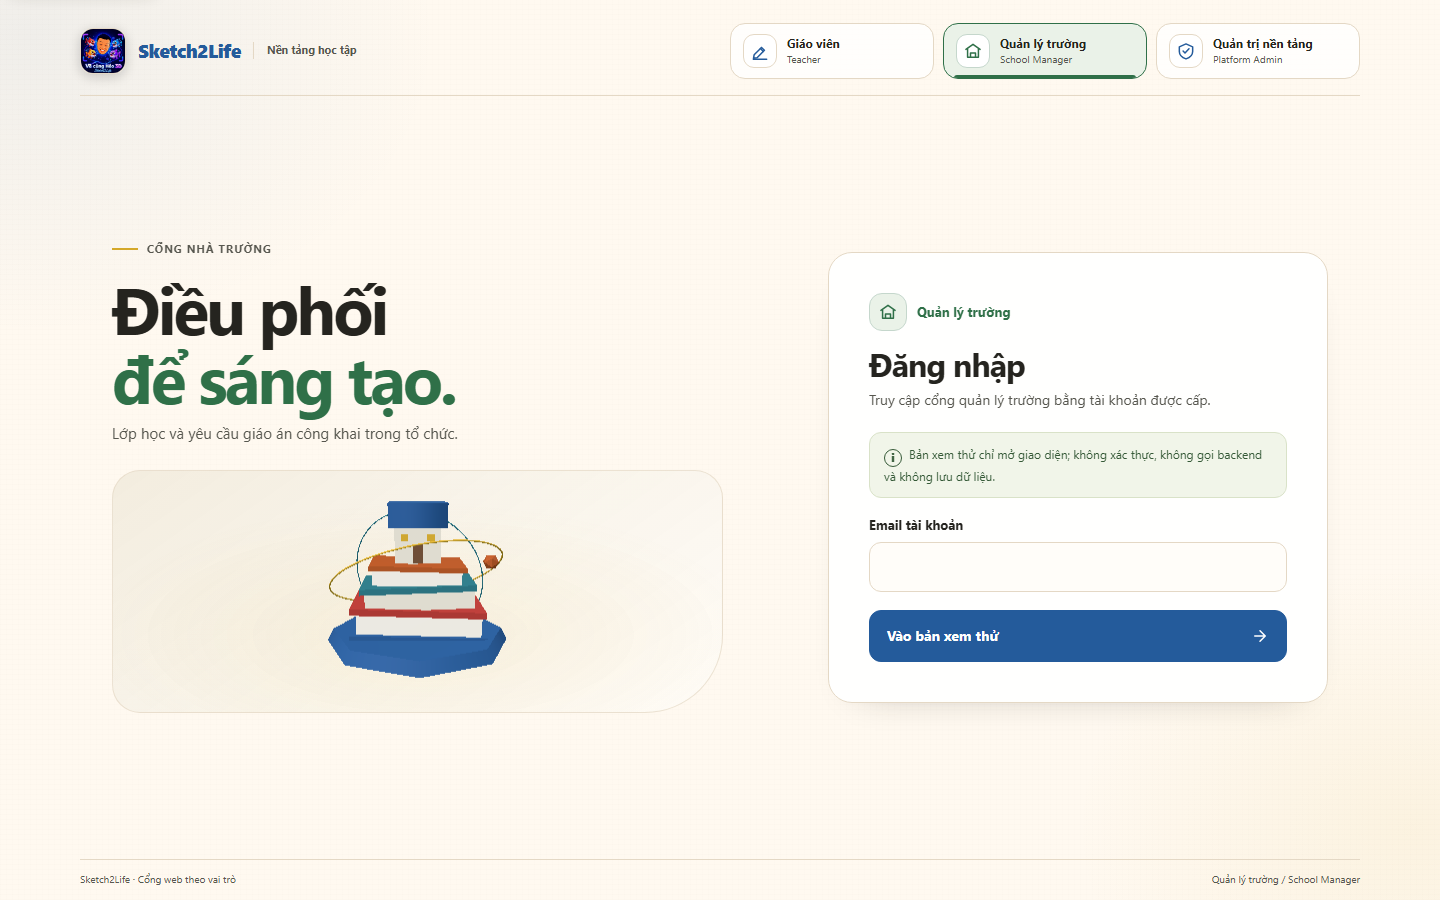 Sketch2Life
Nền tảng học tập
Giáo viên
Teacher
Quản lý trường
School Manager
Quản trị nền tảng
Platform Admin
CỔNG NHÀ TRƯỜNG
Điều phối
để sáng tạo.
Lớp học và yêu cầu giáo án công khai trong tổ chức.
Quản lý trường
Đăng nhập
Truy cập cổng quản lý trường bằng tài khoản được cấp.
Bản xem thử chỉ mở giao diện; không xác thực, không gọi backend
và không lưu dữ liệu.
Email tài khoản
Vào bản xem thử
Sketch2Life · Cổng web theo vai trò
Quản lý trường / School Manager